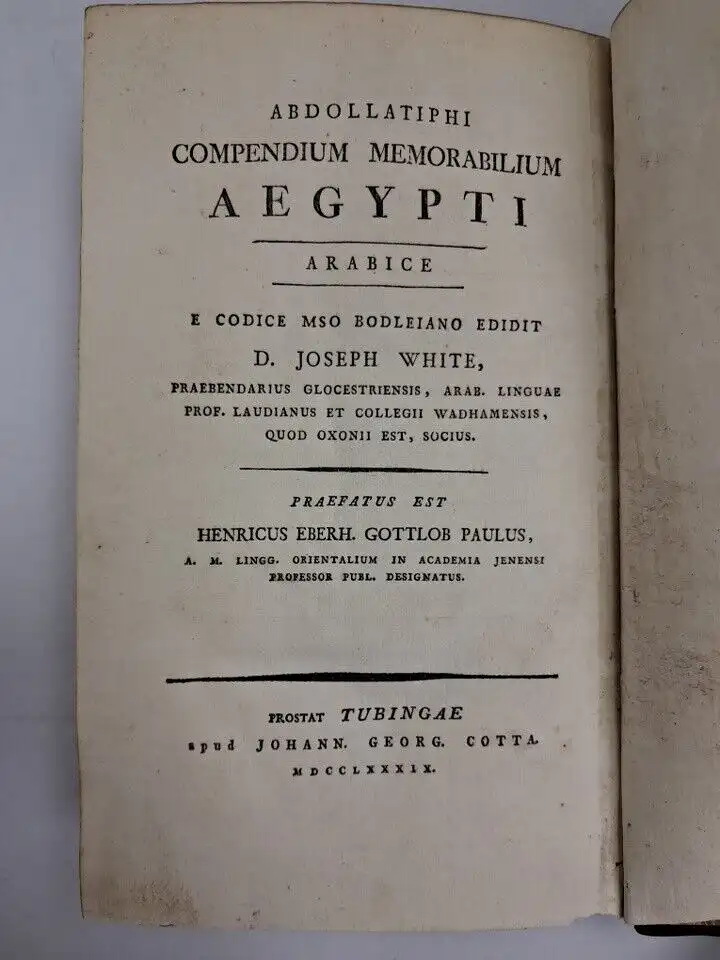 ABDOLLATIPHI
COMPENDIUM MEMORABILIUM
AEGYPTI
ARABICE
E CODICE MSO BODLEIANO EDIDIT
D. JOSEPH WHITE,
PRAEBENDARIUS GLOCESTRIENSIS, ARAB. LINGUAE
PROF. LAUDIANUS ET COLLEGII WADHAMENSIS,
QUOD OXONII EST, SOCIUS.
PRAEFATUS EST
HENRICUS EBERH. GOTTLOB PAULUS,
A. M. LINGG. ORIENTALIUM IN ACADEMIA JENENSI
PROFESSOR PUBL. DESIGNATUS.
PROSTAT TUBINGAE
apud JOHANN. GEORG. COTTA.
MDCCLXXXIX.